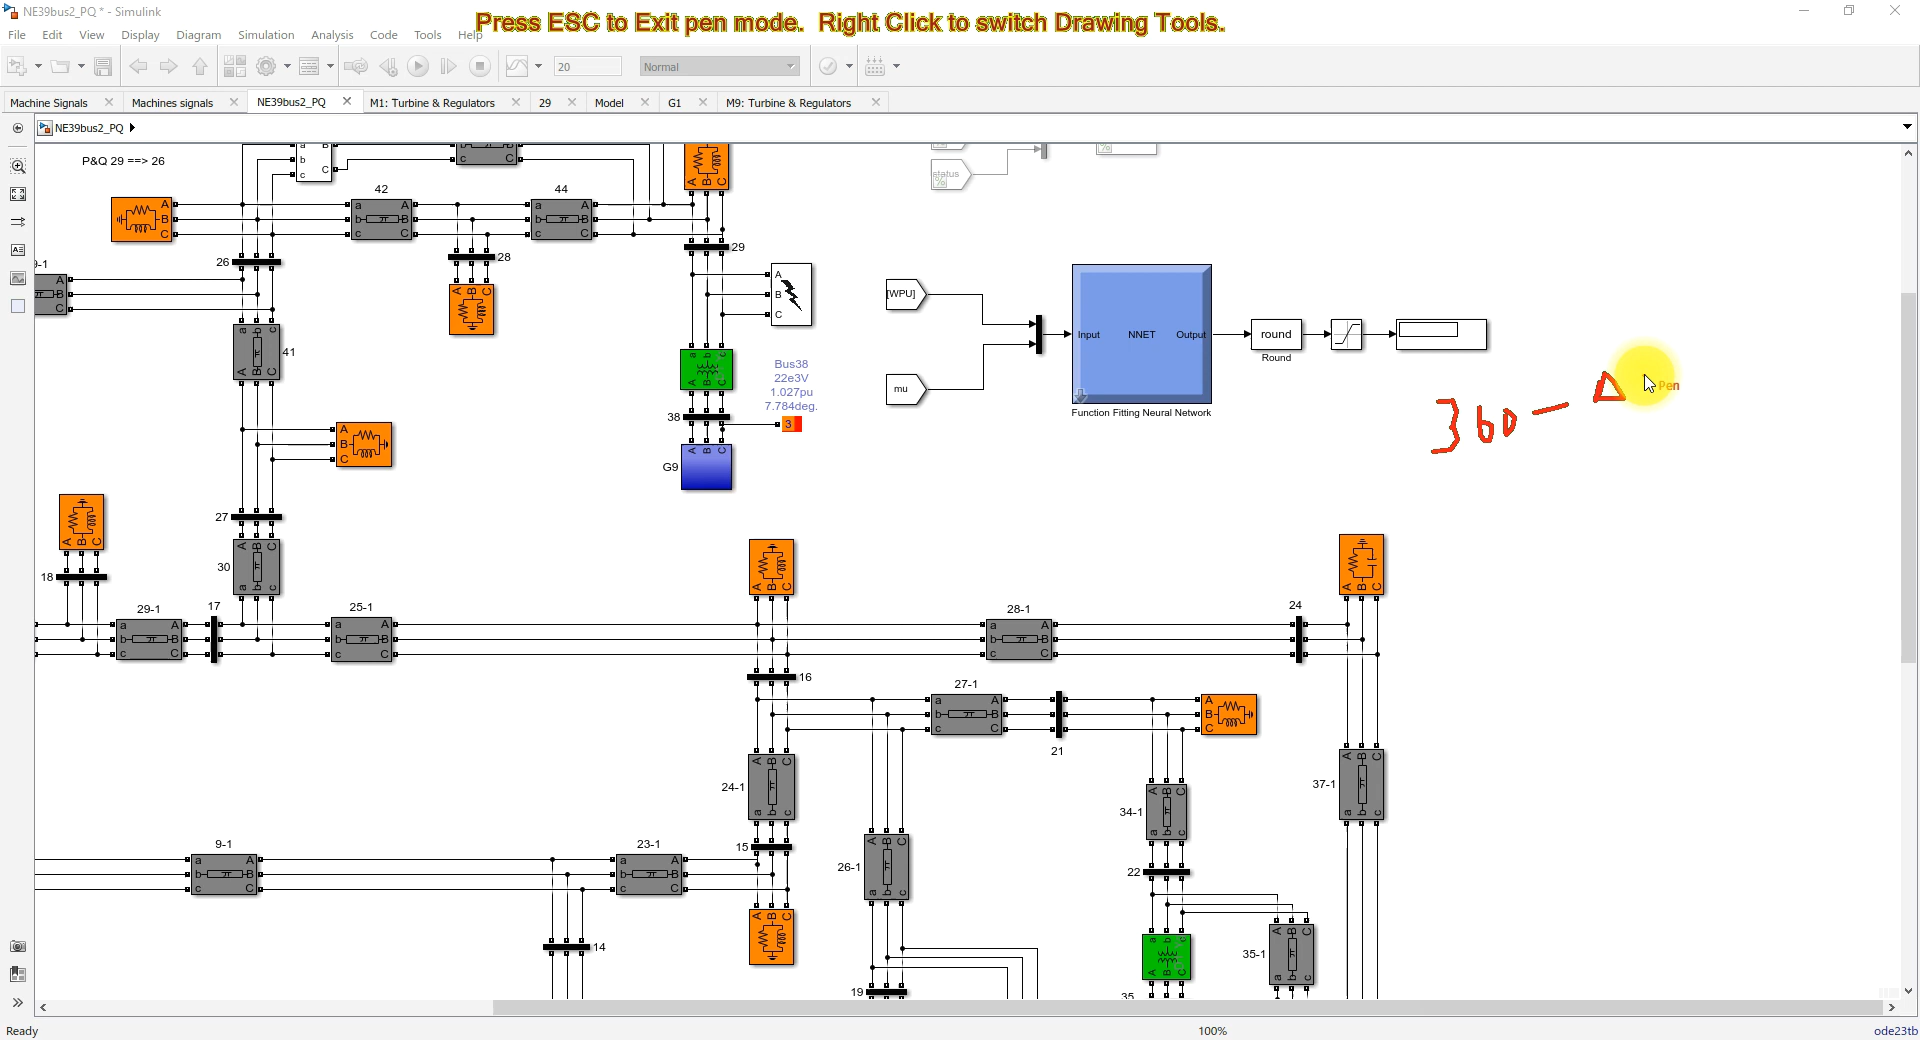 NE39bus2_PQ * - Simulink
Press ESC to Exit pen mode. Right Click to switch Drawing Tools.
File Edit View Display Diagram Simulation Analysis Code Tools Help
20 Normal
Machine Signals Machines signals NE39bus2_PQ M1: Turbine & Regulators 29 Model G1 M9: Turbine & Regulators
NE39bus2_PQ
P&Q 29 ==> 26
a B
b
c C
c C
A B C
status
42
44
A B C
a b c A B C
a b c A B C
26
28
29
9-1
A B C
A B C
A B C
[WPU]
mu
Input NNET Output
Function Fitting Neural Network
round
Round
a b c
A B C
41
a b c
A B C
Bus38
22e3V
1.027pu
7.784deg.
38
3
A B C
G9
360 - Δ
Pen
A B C
A B C
27
A B C
a b c
30
18
A B C
A B C
29-1
17
25-1
28-1
24
a b c A B C
a b c A B C
a b c A B C
16
27-1
a b c A B C
A B C
21
A B C
a b c
24-1
A B C
a b c
37-1
A B C
a b c
34-1
9-1
23-1
15
a b c A B C
a b c A B C
A B C
a b c
26-1
22
A B C
14
a b c
A B C
35-1
A B C
a b c
19
35
Ready 100% ode23tb